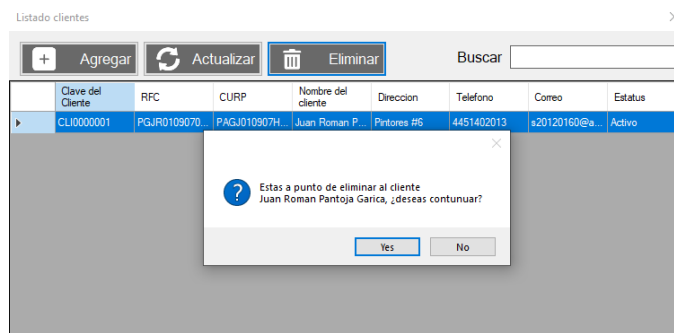 Listado clientes
Agregar Actualizar Eliminar Buscar
Clave del Cliente RFC CURP Nombre del cliente Direccion Telefono Correo Estatus
CLI0000001 PGJR0109070... PAGJ010907H... Juan Roman P... Pintores #6 4451402013 s20120160@a... Activo
Estas a punto de eliminar al cliente
Juan Roman Pantoja Garica, ¿deseas contunuar?
Yes No